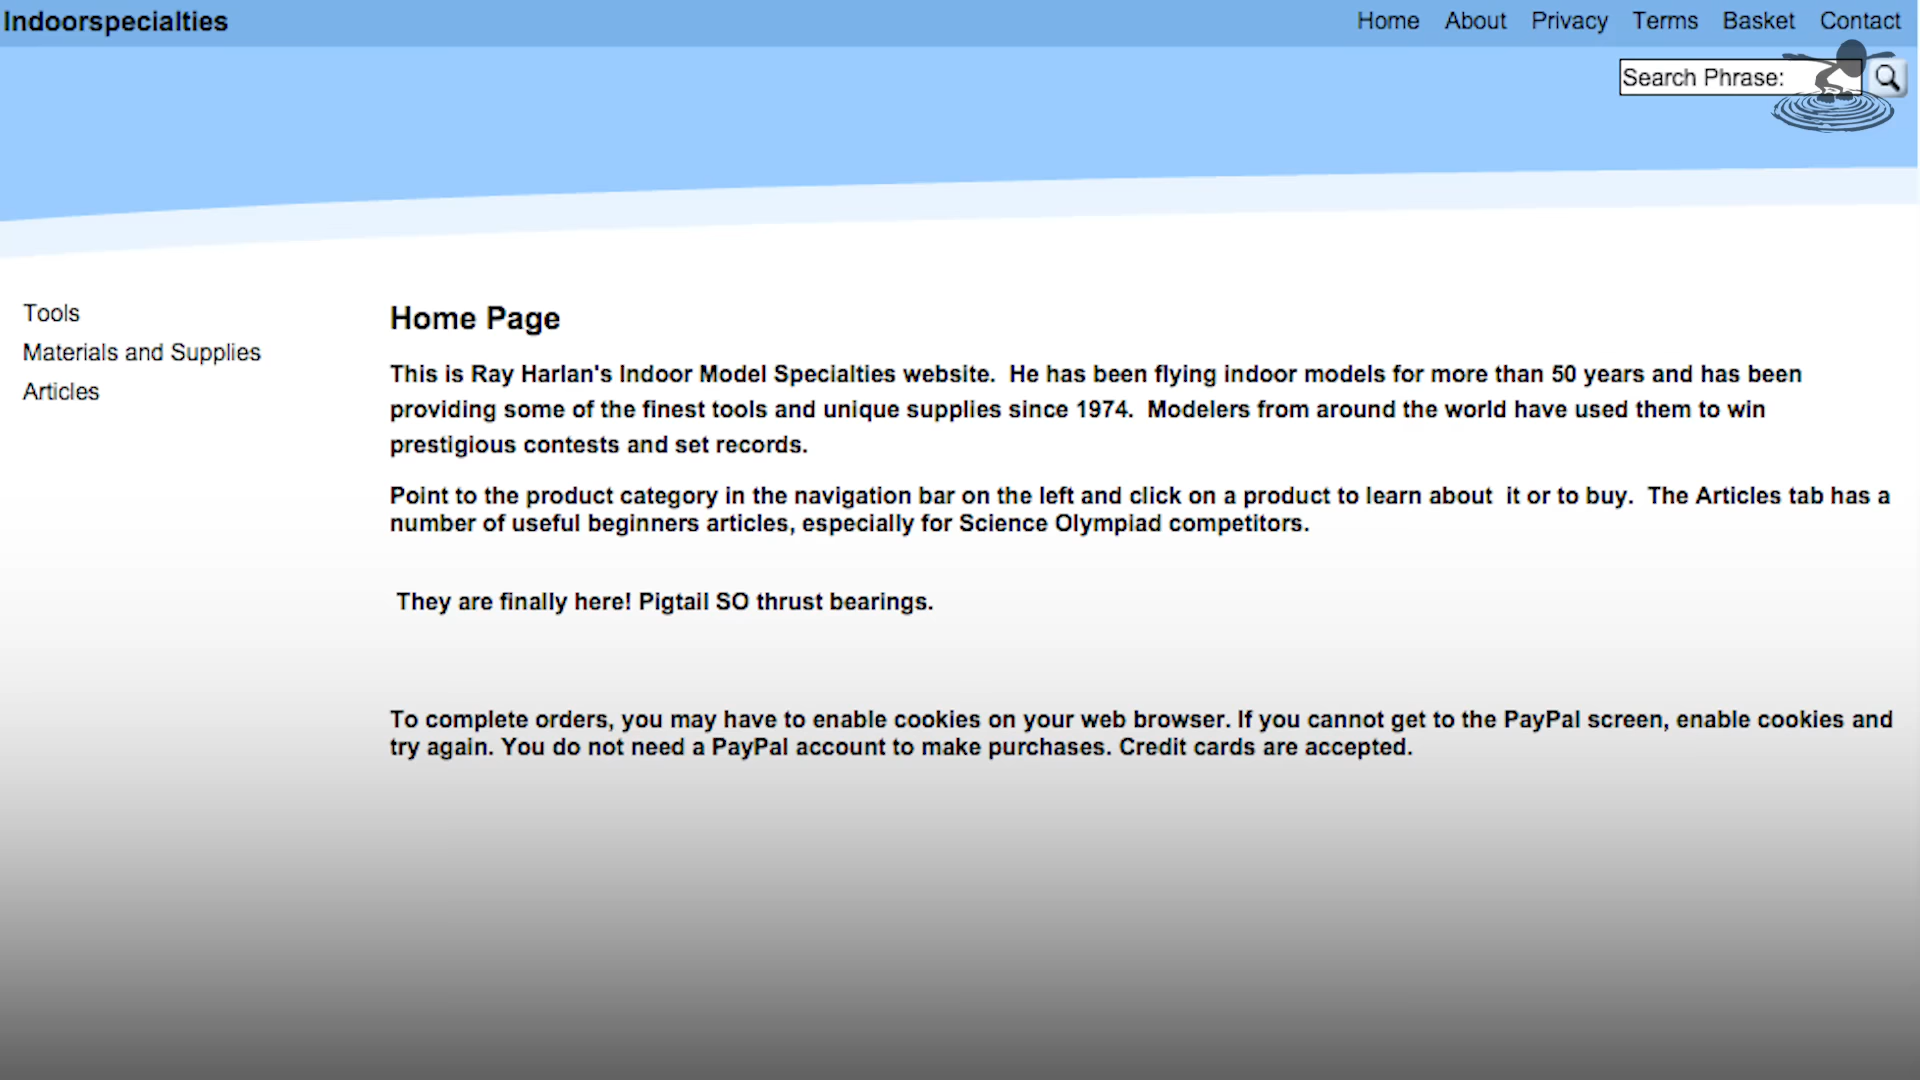 Indoorspecialties
Home About Privacy Terms Basket Contact
Search Phrase:
Tools
Materials and Supplies
Articles
Home Page
This is Ray Harlan's Indoor Model Specialties website. He has been flying indoor models for more than 50 years and has been
providing some of the finest tools and unique supplies since 1974. Modelers from around the world have used them to win
prestigious contests and set records.
Point to the product category in the navigation bar on the left and click on a product to learn about it or to buy. The Articles tab has a
number of useful beginners articles, especially for Science Olympiad competitors.
They are finally here! Pigtail SO thrust bearings.
To complete orders, you may have to enable cookies on your web browser. If you cannot get to the PayPal screen, enable cookies and
try again. You do not need a PayPal account to make purchases. Credit cards are accepted.